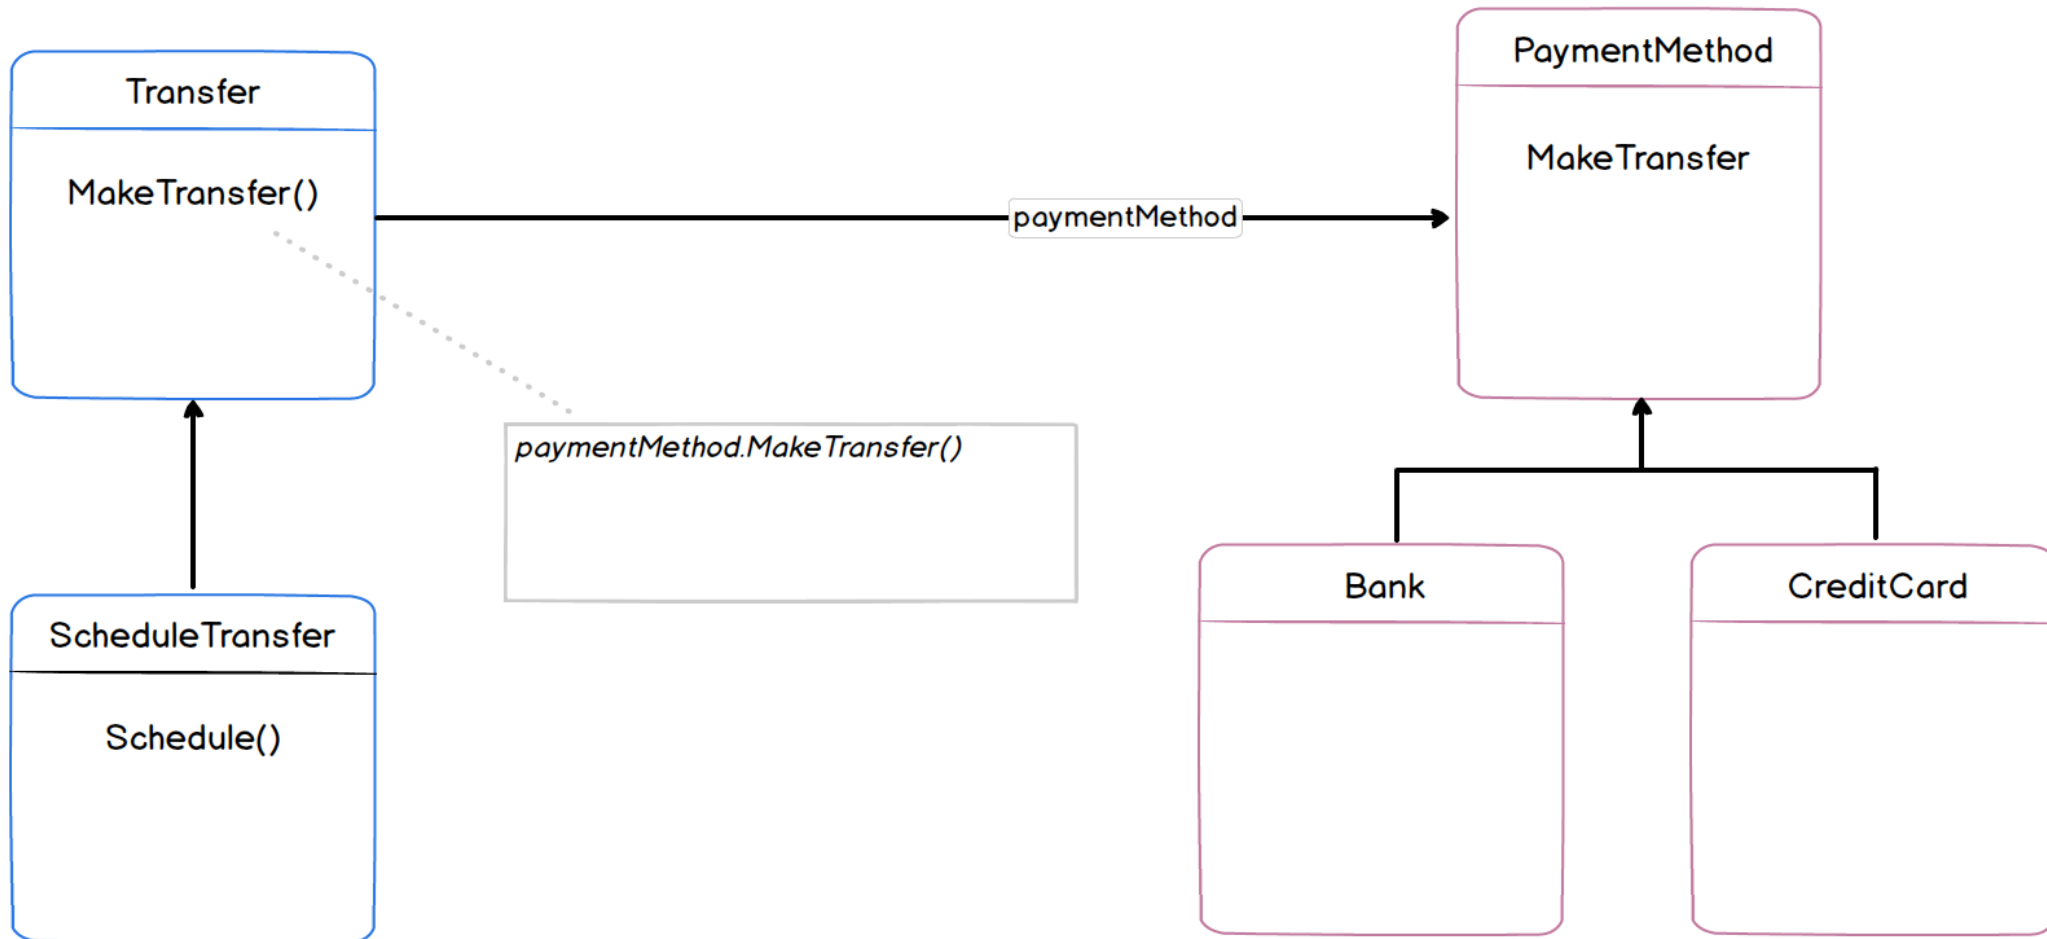 Transfer
MakeTransfer()
paymentMethod
PaymentMethod
MakeTransfer
paymentMethod.MakeTransfer()
ScheduleTransfer
Schedule()
Bank
CreditCard